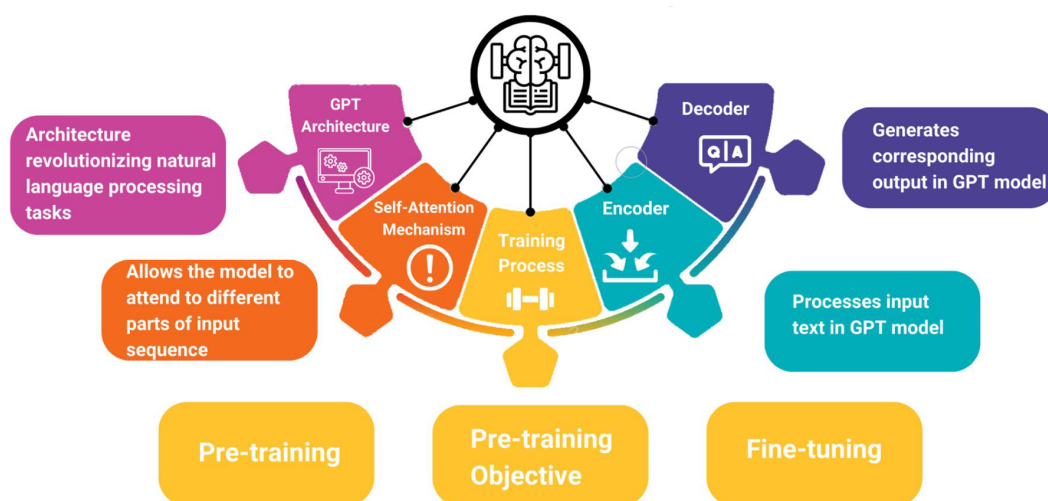 GPT
Architecture
Decoder
Architecture
revolutionizing natural
language processing
tasks
Generates
corresponding
output in GPT model
Q|A
Self-Attention
Mechanism
Encoder
Training
Process
Allows the model to
attend to different
parts of input
sequence
Processes input
text in GPT model
Pre-training
Pre-training
Objective
Fine-tuning